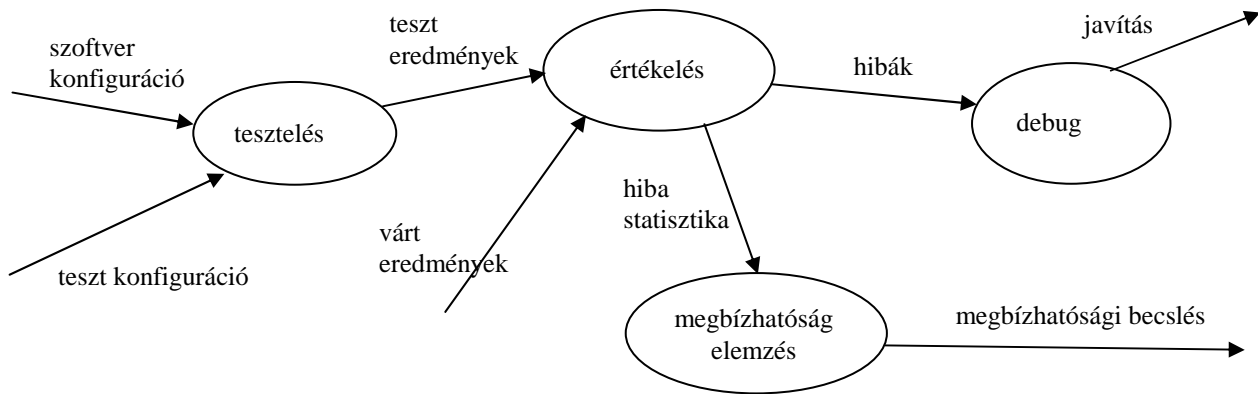 szoftver
konfiguráció
teszt
eredmények
értékelés
hibák
javítás
tesztelés
debug
hiba
statisztika
várt
eredmények
teszt konfiguráció
megbízhatóság
elemzés
megbízhatósági becslés